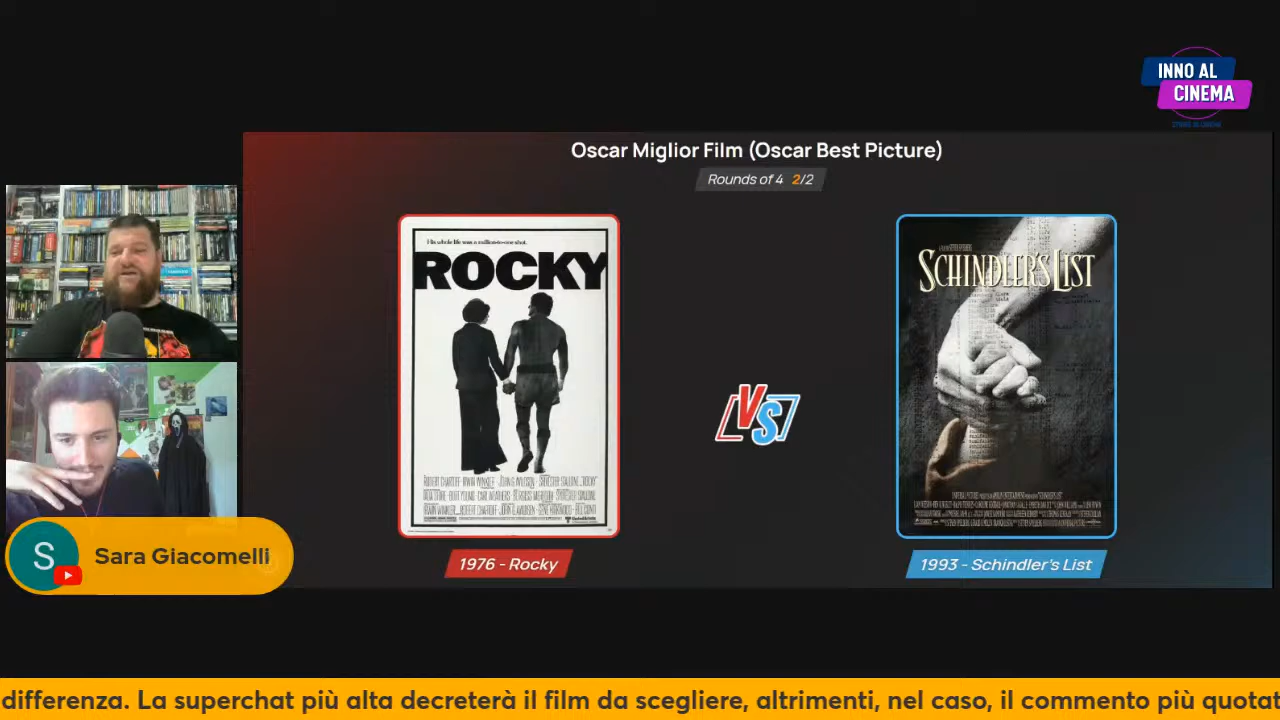 INNO AL
CINEMA
Oscar Miglior Film (Oscar Best Picture)
Rounds of 4 2/2
His whole life was a million-to-one shot.
ROCKY
SCHINDLER'S LIST
VS
S
Sara Giacomelli
1976 - Rocky
1993 - Schindler's List
differenza. La superchat più alta decreterà il film da scegliere, altrimenti, nel caso, il commento più quotat